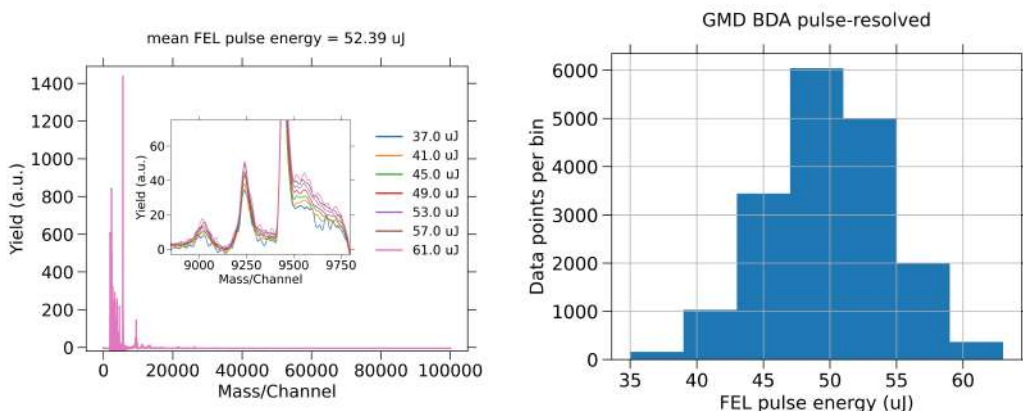 mean FEL pulse energy = 52.39 uJ
1400
1200
1000
800
600
400
200
0
Yield (a.u.)
0 20000 40000 60000 80000 100000
Mass/Channel
60
40
20
0
Yield (a.u.)
9000 9250 9500 9750
Mass/Channel
37.0 uJ
41.0 uJ
45.0 uJ
49.0 uJ
53.0 uJ
57.0 uJ
61.0 uJ
GMD BDA pulse-resolved
6000
5000
4000
3000
2000
1000
0
Data points per bin
35 40 45 50 55 60
FEL pulse energy (uJ)